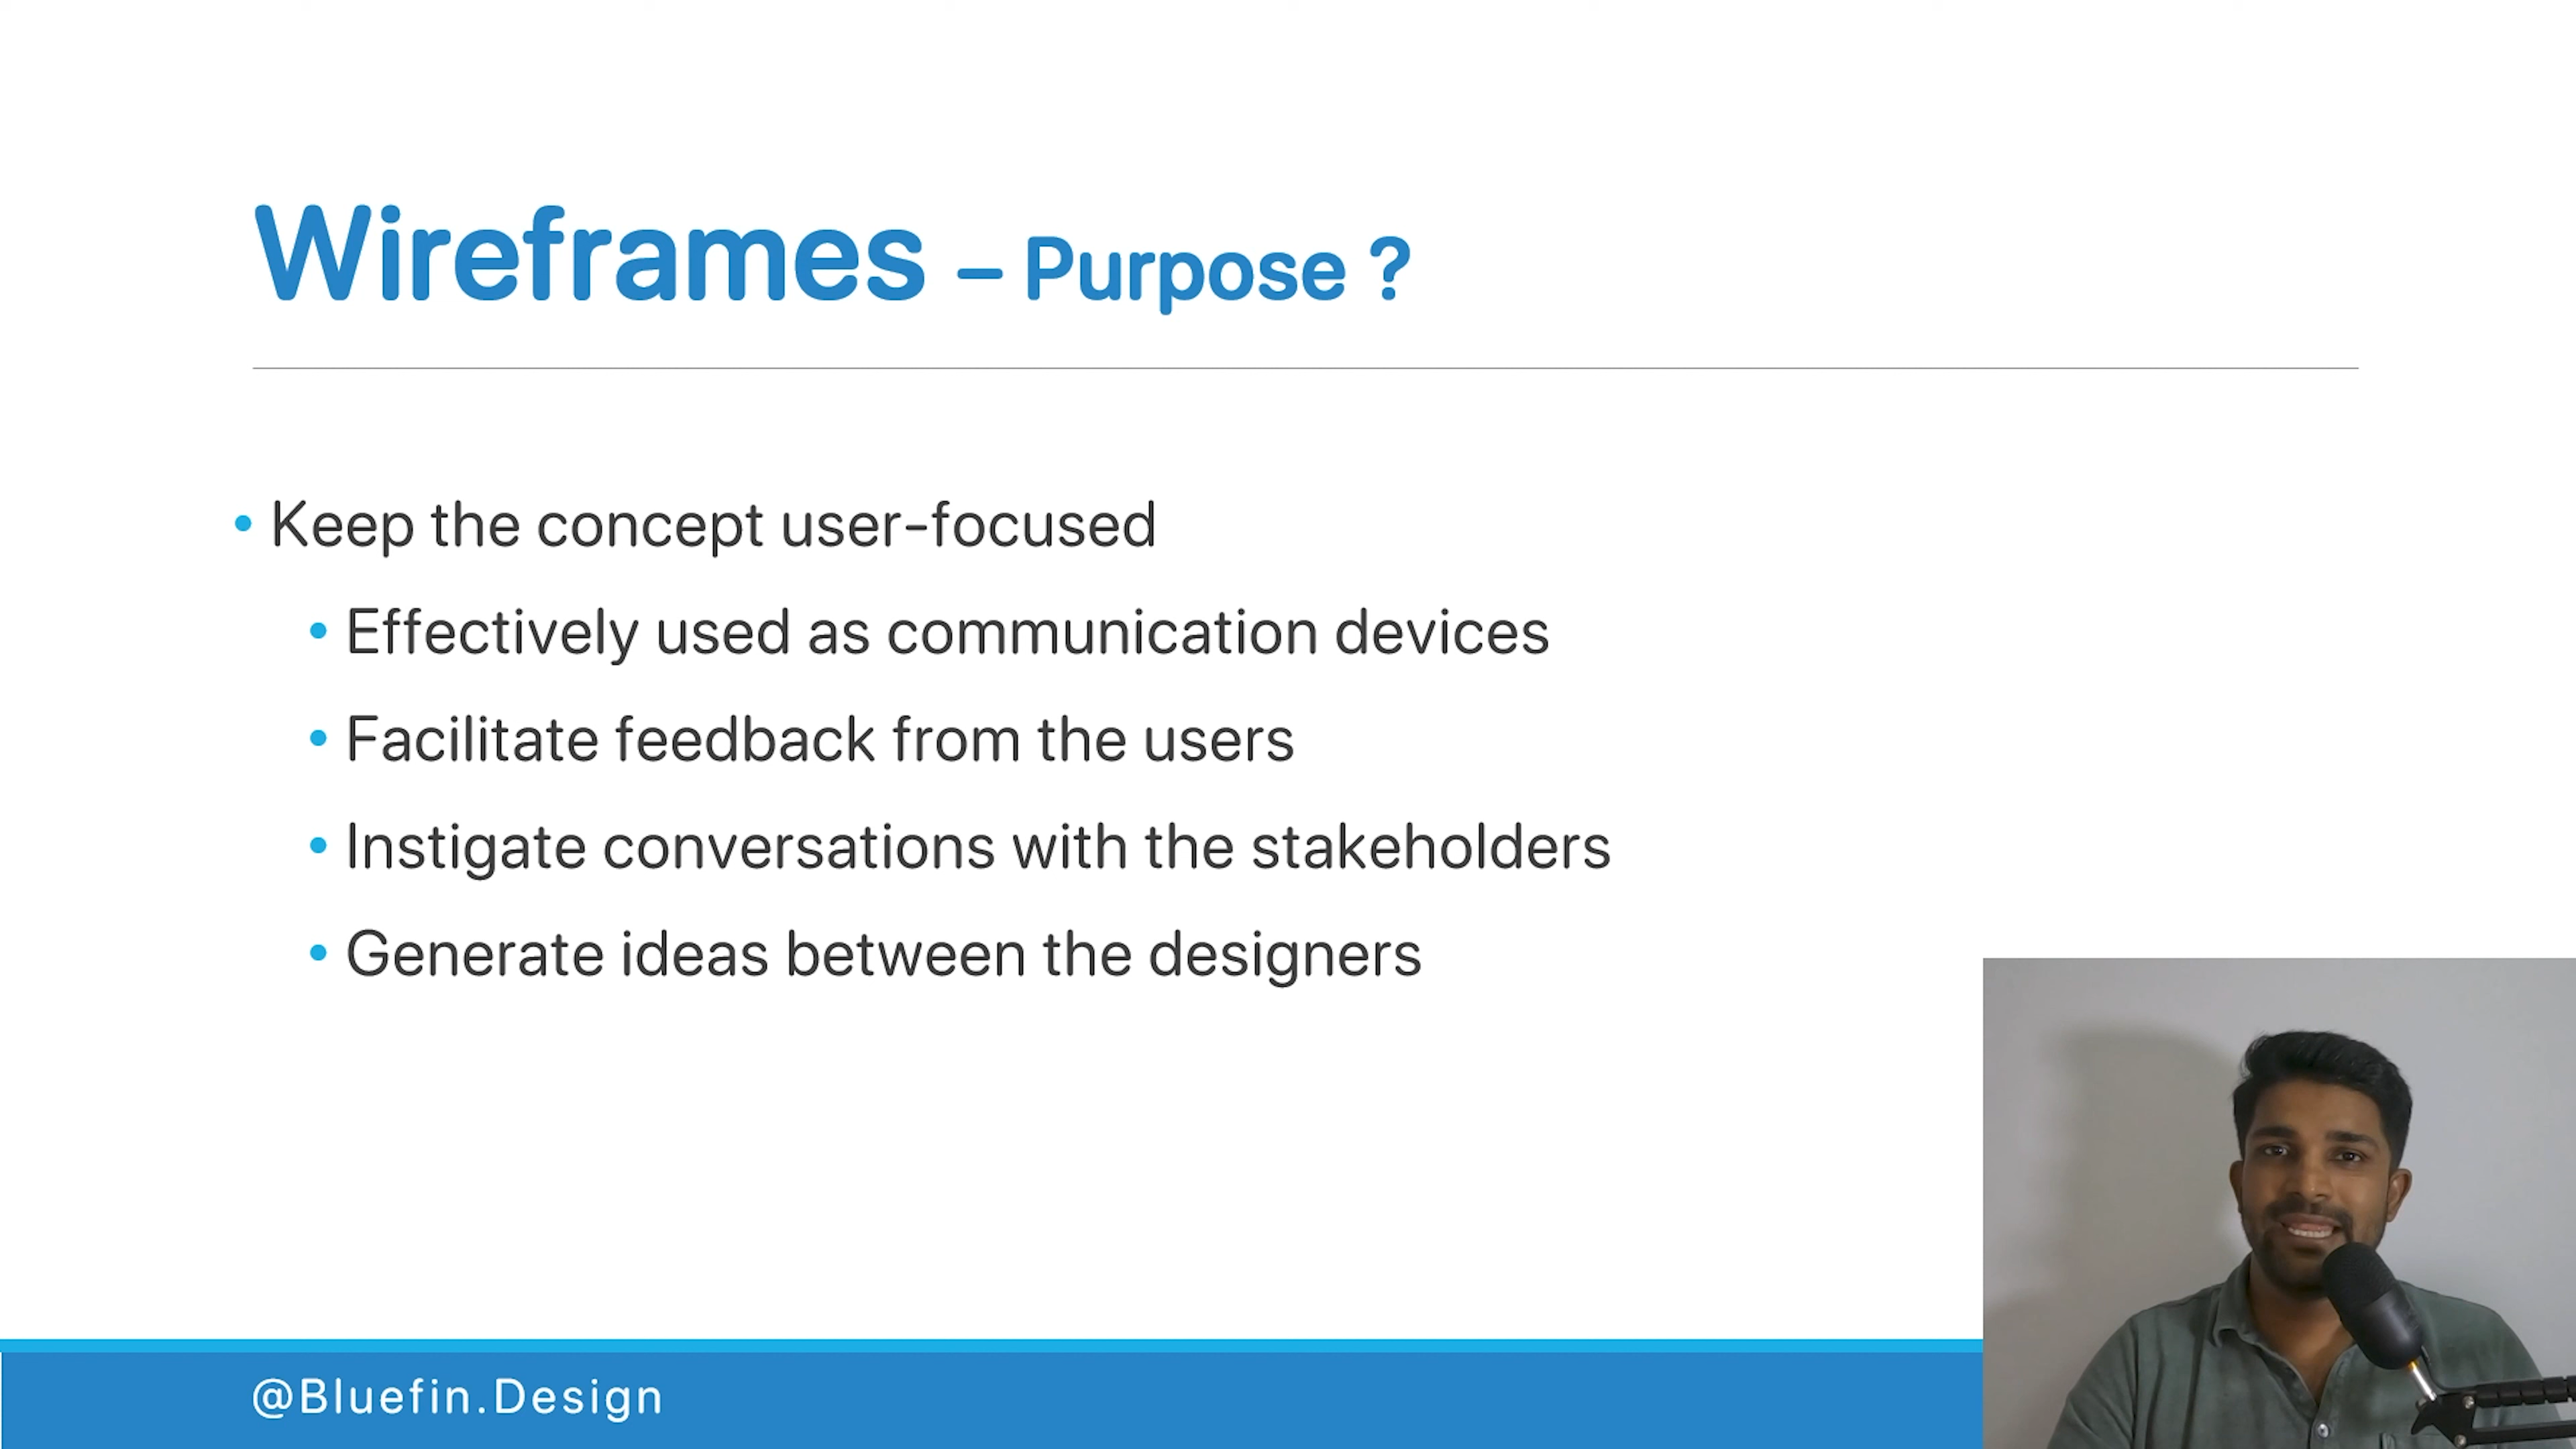 Wireframes – Purpose ?
• Keep the concept user-focused
• Effectively used as communication devices
• Facilitate feedback from the users
• Instigate conversations with the stakeholders
• Generate ideas between the designers
@Bluefin.Design